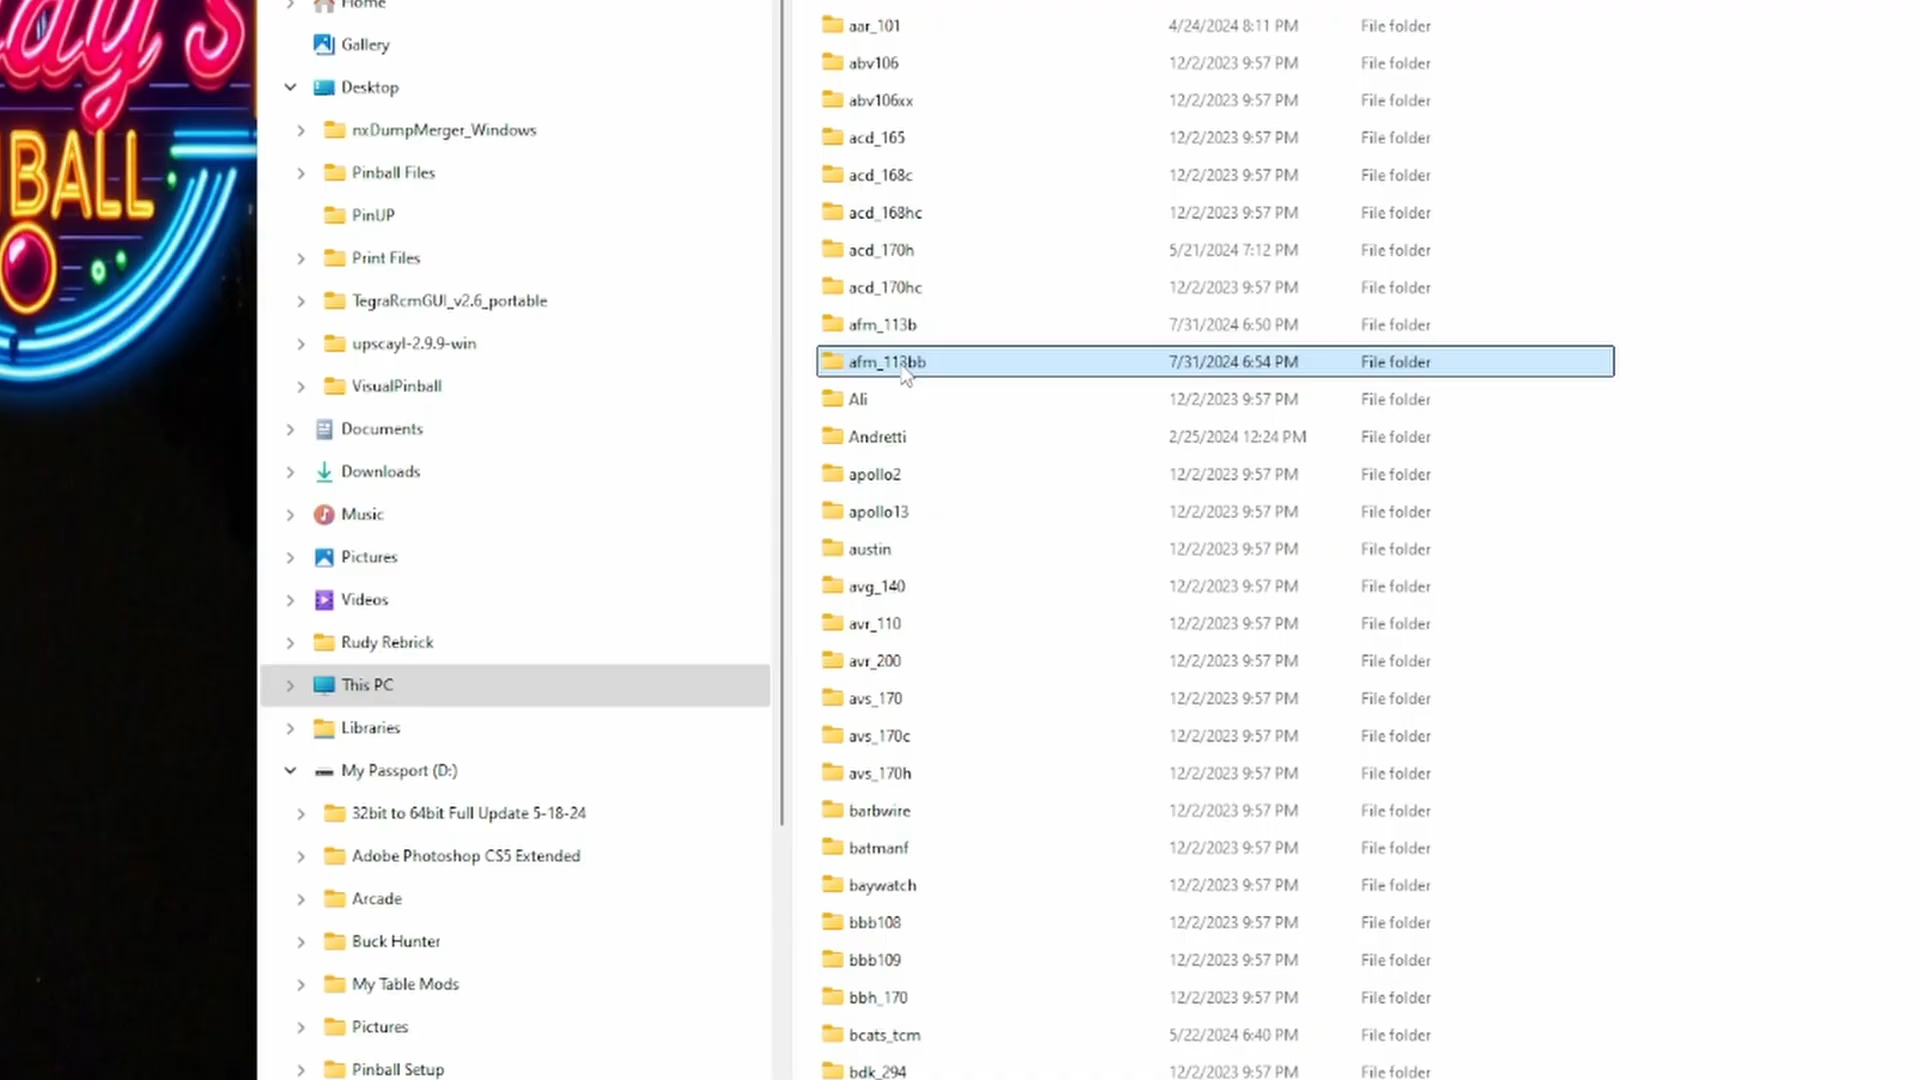 dy's
BALL
Home
Gallery
Desktop
nxDumpMerger_Windows
Pinball Files
PinUP
Print Files
TegraRcmGUI_v2.6_portable
upscayl-2.9.9-win
VisualPinball
Documents
Downloads
Music
Pictures
Videos
Rudy Rebrick
This PC
Libraries
My Passport (D:)
32bit to 64bit Full Update 5-18-24
Adobe Photoshop CS5 Extended
Arcade
Buck Hunter
My Table Mods
Pictures
Pinball Setup
aar_101 4/24/2024 8:11 PM File folder
abv106 12/2/2023 9:57 PM File folder
abv106xx 12/2/2023 9:57 PM File folder
acd_165 12/2/2023 9:57 PM File folder
acd_168c 12/2/2023 9:57 PM File folder
acd_168hc 12/2/2023 9:57 PM File folder
acd_170h 5/21/2024 7:12 PM File folder
acd_170hc 12/2/2023 9:57 PM File folder
afm_113b 7/31/2024 6:50 PM File folder
afm_113bb 7/31/2024 6:54 PM File folder
Ali 12/2/2023 9:57 PM File folder
Andretti 2/25/2024 12:24 PM File folder
apollo2 12/2/2023 9:57 PM File folder
apollo13 12/2/2023 9:57 PM File folder
austin 12/2/2023 9:57 PM File folder
avg_140 12/2/2023 9:57 PM File folder
avr_110 12/2/2023 9:57 PM File folder
avr_200 12/2/2023 9:57 PM File folder
avs_170 12/2/2023 9:57 PM File folder
avs_170c 12/2/2023 9:57 PM File folder
avs_170h 12/2/2023 9:57 PM File folder
barbwire 12/2/2023 9:57 PM File folder
batmanf 12/2/2023 9:57 PM File folder
baywatch 12/2/2023 9:57 PM File folder
bbb108 12/2/2023 9:57 PM File folder
bbb109 12/2/2023 9:57 PM File folder
bbh_170 12/2/2023 9:57 PM File folder
bcats_tcm 5/22/2024 6:40 PM File folder
bdk_294 12/2/2023 9:57 PM File folder